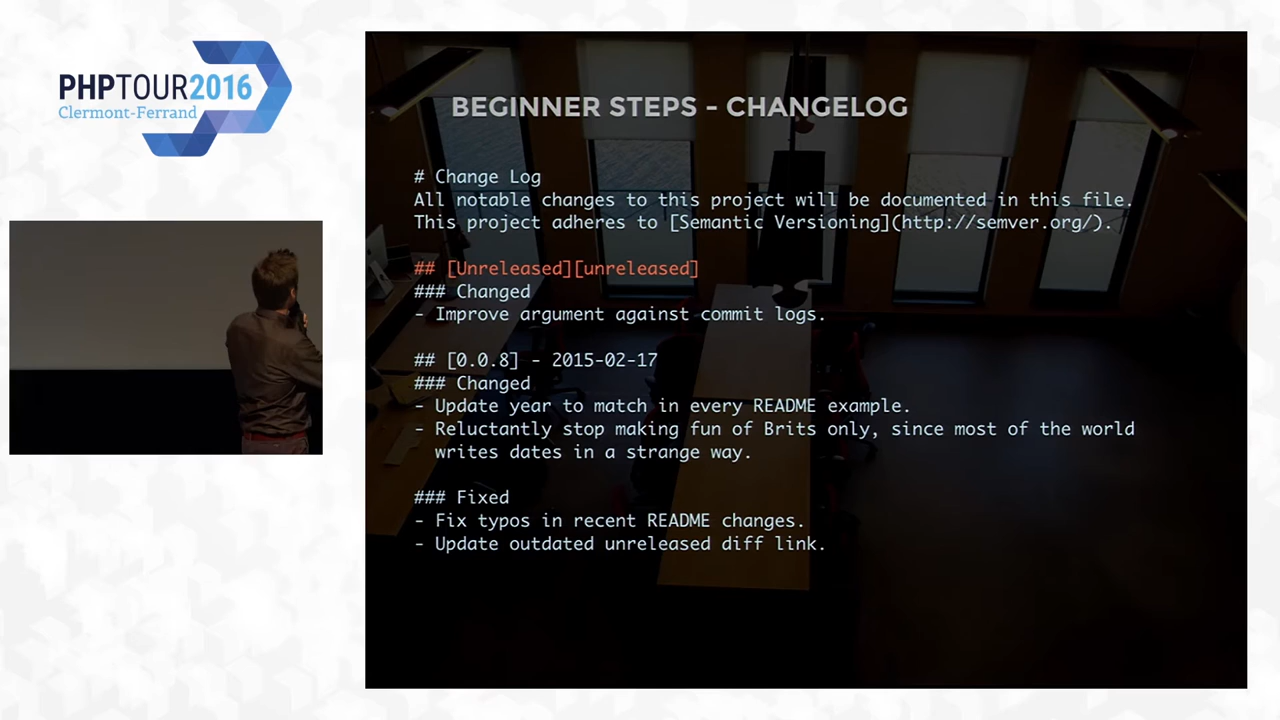 PHPTOUR2016
Clermont-Ferrand
BEGINNER STEPS - CHANGELOG
# Change Log
All notable changes to this project will be documented in this file.
This project adheres to [Semantic Versioning](http://semver.org/).
## [Unreleased][unreleased]
### Changed
- Improve argument against commit logs.
## [0.0.8] - 2015-02-17
### Changed
- Update year to match in every README example.
- Reluctantly stop making fun of Brits only, since most of the world
writes dates in a strange way.
### Fixed
- Fix typos in recent README changes.
- Update outdated unreleased diff link.